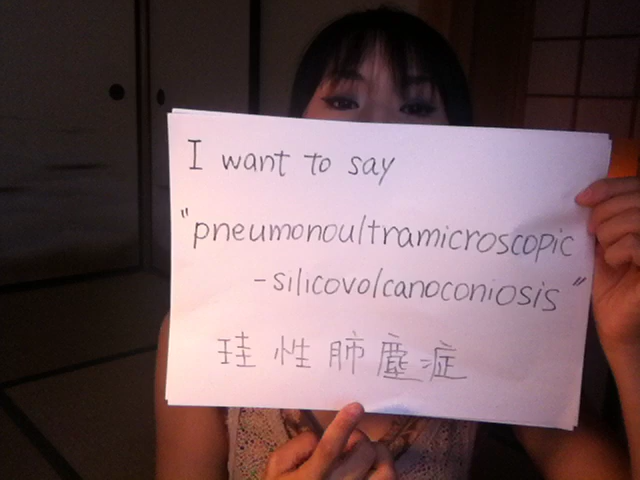 I want to say
"pneumonoultramicroscopic
-silicovolcanoconiosis"
珪性肺塵症